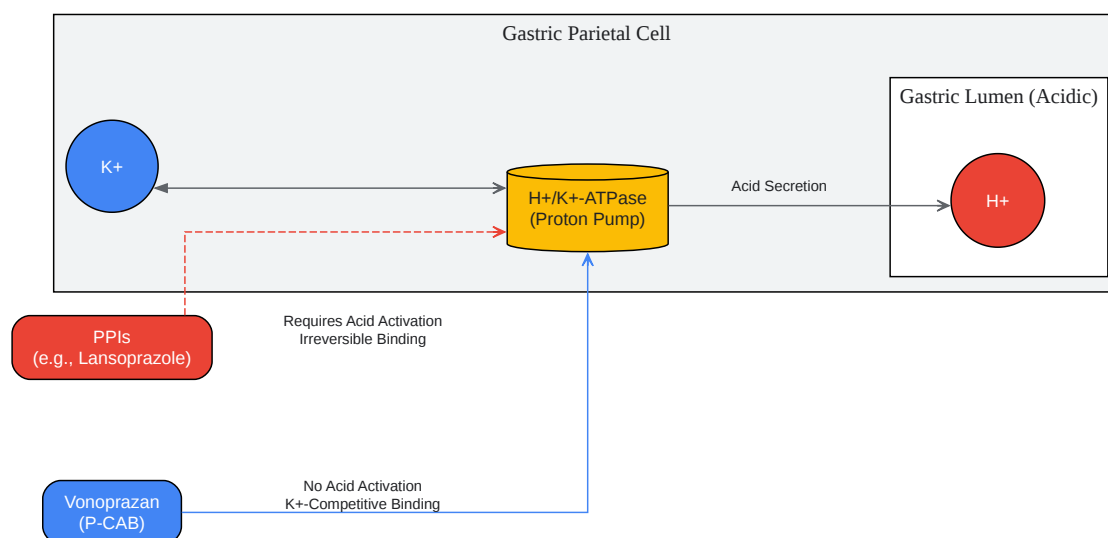 Gastric Parietal Cell
Gastric Lumen (Acidic)
K+
H+/K+-ATPase
(Proton Pump)
Acid Secretion
H+
Requires Acid Activation
Irreversible Binding
PPIs
(e.g., Lansoprazole)
No Acid Activation
K+-Competitive Binding
Vonoprazan
(P-CAB)